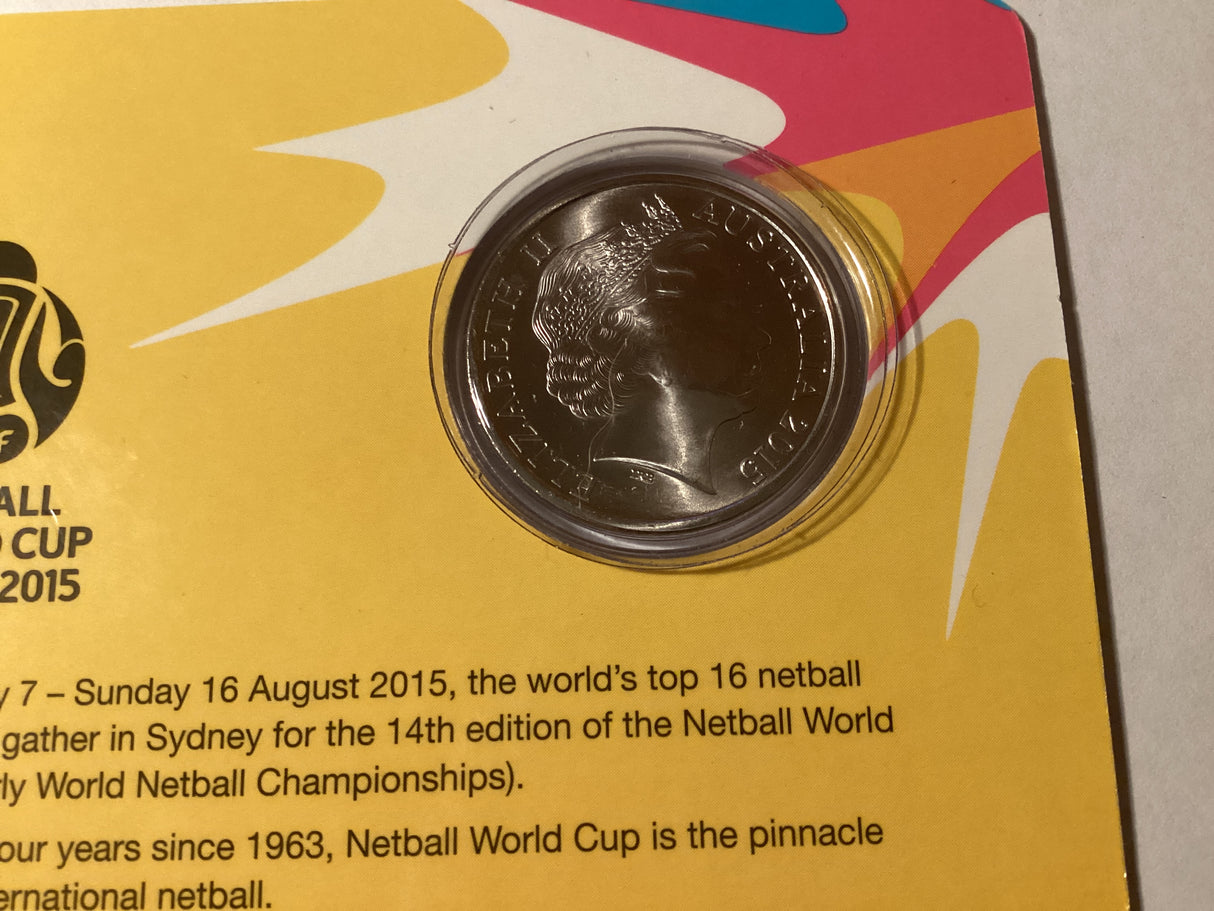 ELIZABETH II AUSTRALIA 2015
IRB
f
ALL
CUP
2015
y 7 – Sunday 16 August 2015, the world's top 16 netball
gather in Sydney for the 14th edition of the Netball World
rly World Netball Championships).
our years since 1963, Netball World Cup is the pinnacle
ernational netball.